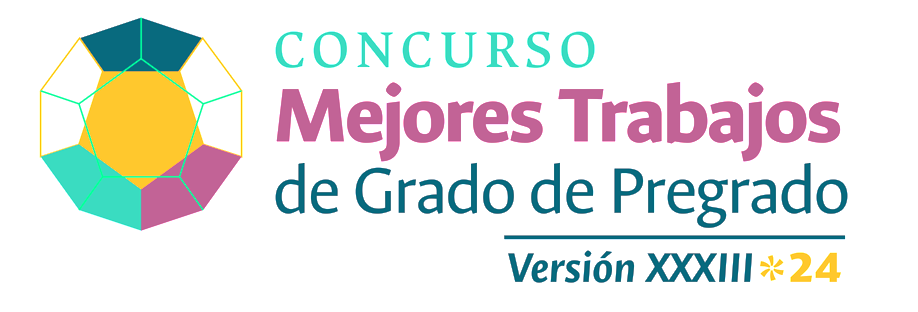 CONCURSO
Mejores Trabajos
de Grado de Pregrado
Versión XXXIII*24